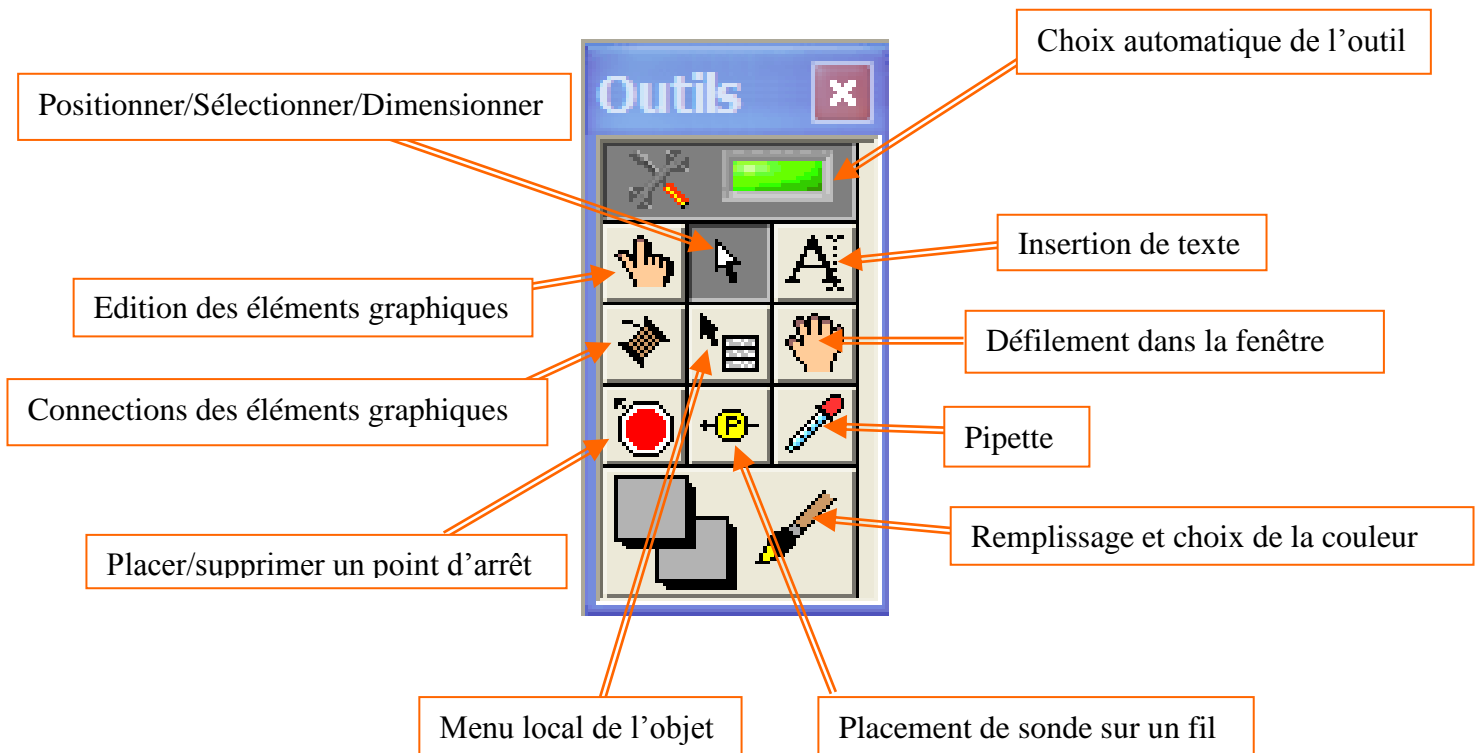 Choix automatique de l’outil
Outils
Positionner/Sélectionner/Dimensionner
Insertion de texte
A
Edition des éléments graphiques
Défilement dans la fenêtre
Connections des éléments graphiques
P
Pipette
Remplissage et choix de la couleur
Placer/supprimer un point d’arrêt
Menu local de l’objet
Placement de sonde sur un fil